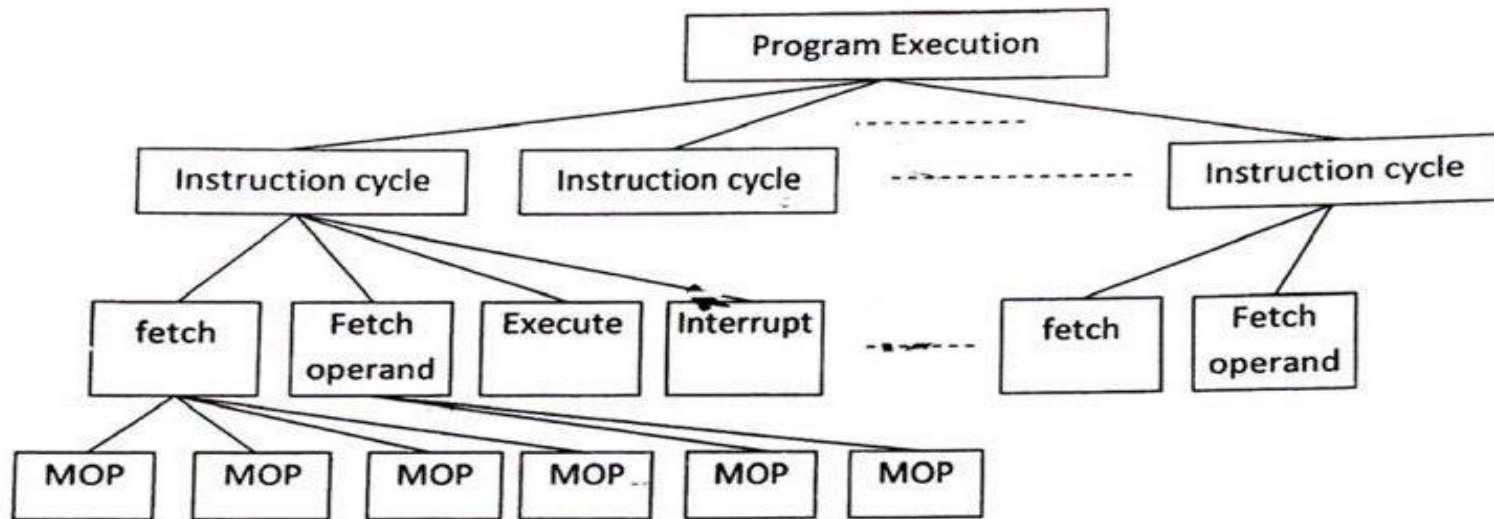 Program Execution
Instruction cycle
Instruction cycle
Instruction cycle
fetch
Fetch
operand
Execute
Interrupt
fetch
Fetch
operand
MOP
MOP
MOP
MOP
MOP
MOP